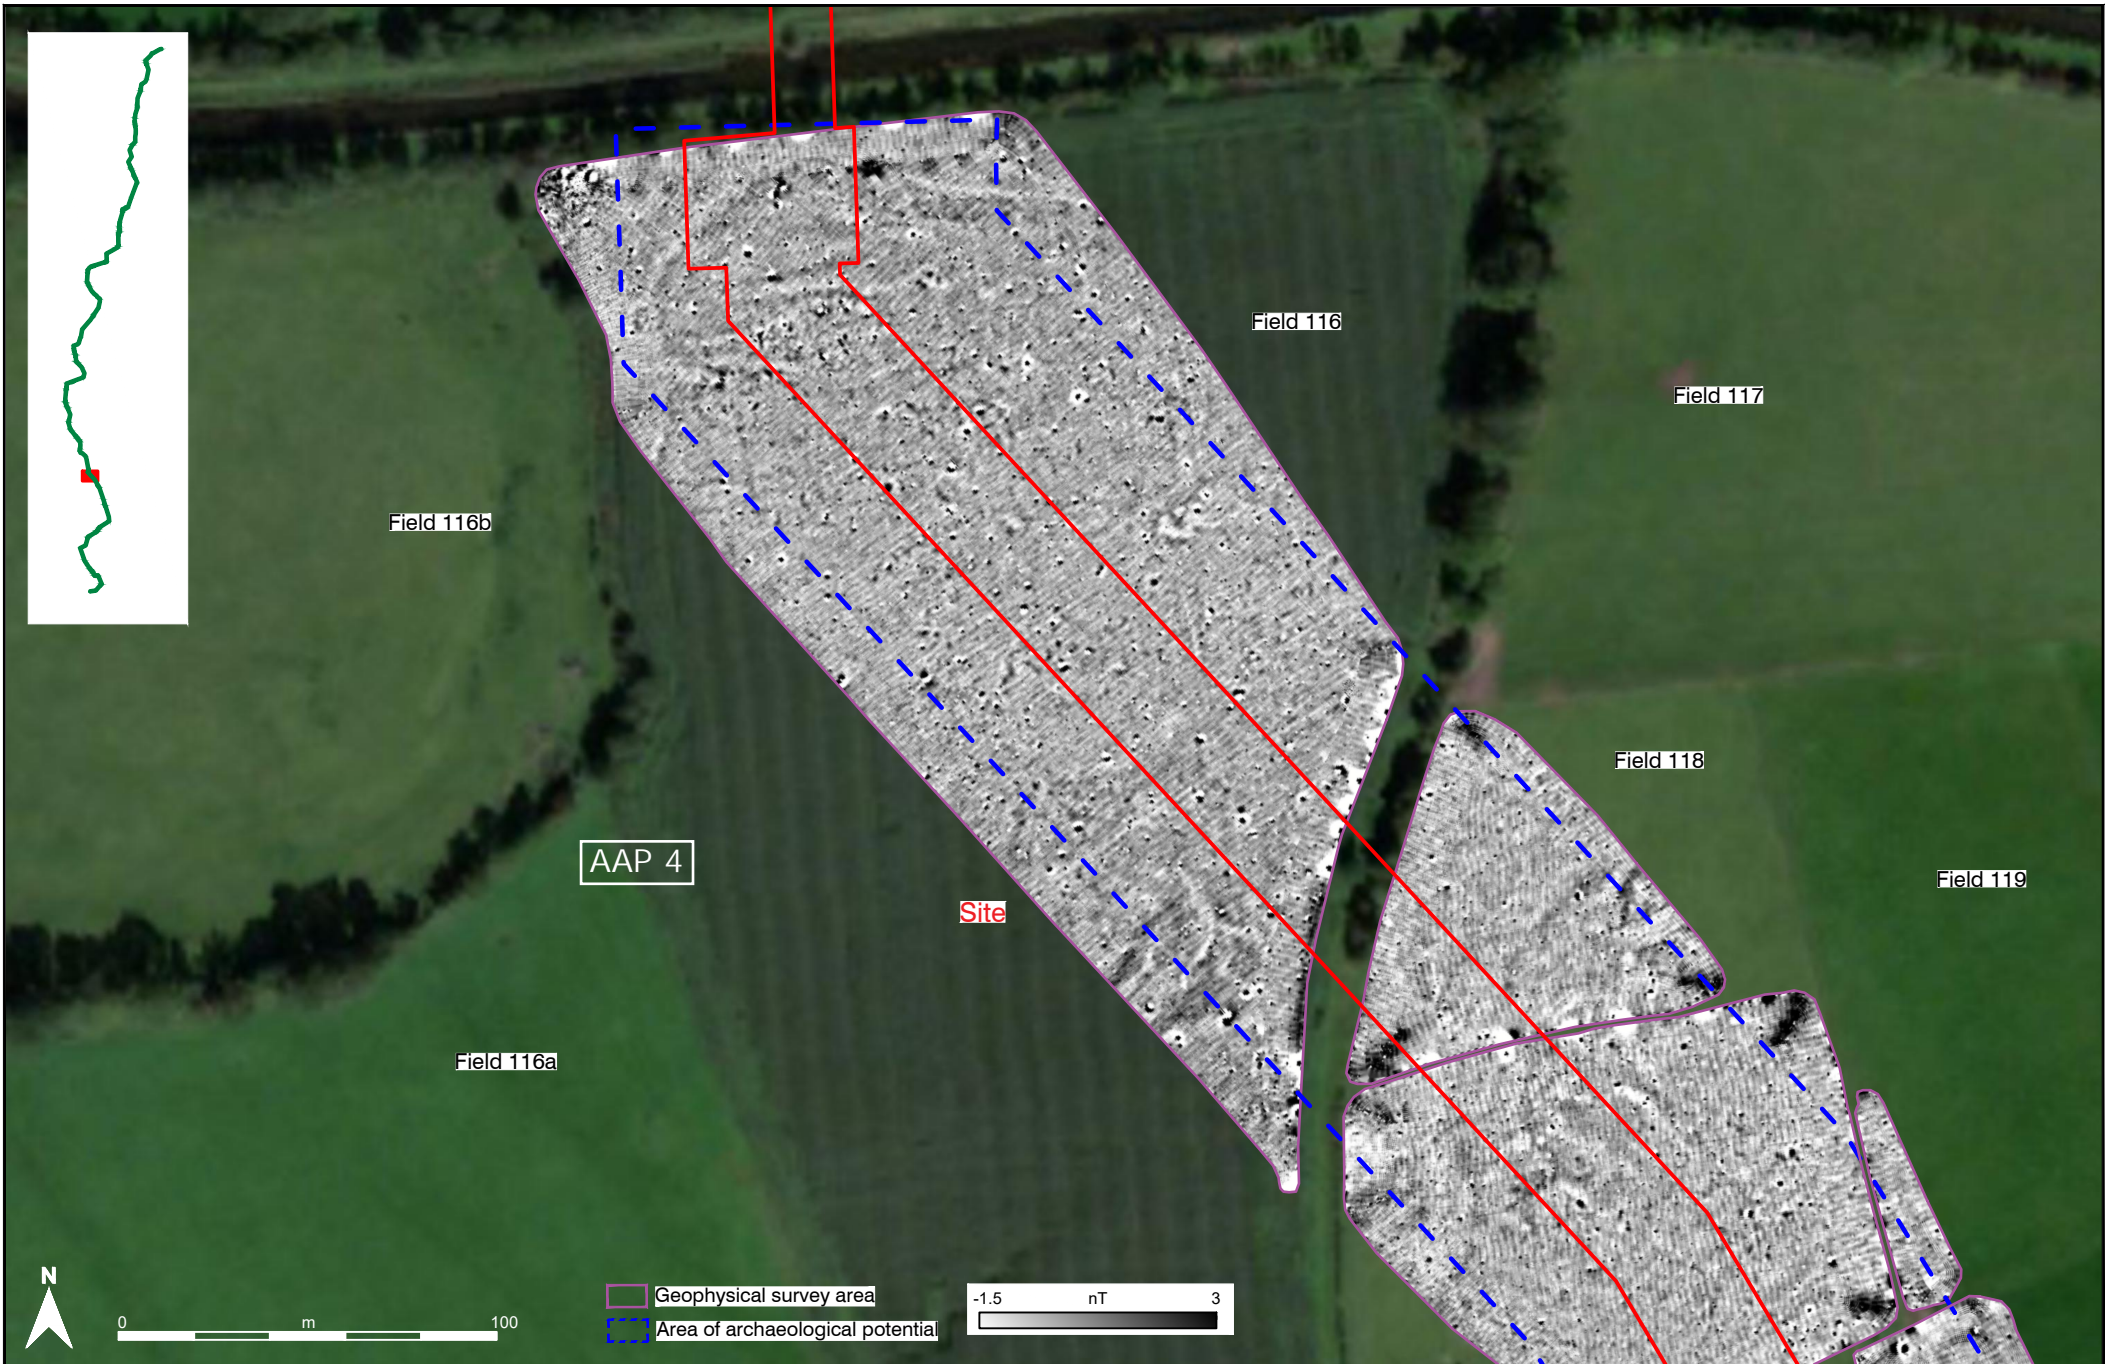 Field 116
Field 117
Field 116b
Field 118
AAP 4
Field 119
Site
Field 116a
N
0 m 100
Geophysical survey area
Area of archaeological potential
-1.5 nT 3